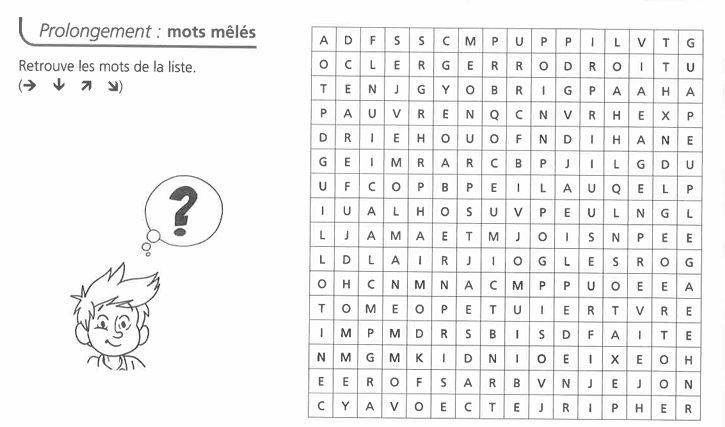 Prolongement : mots mêlés
Retrouve les mots de la liste.
(→ ↓ ↗ ↘)
?
A D F S S C M P U P P I L V T G
O C L E R G E R R O D R O I T U
T E N J G Y O B R I G P A A H A
P A U V R E N Q C N V R H E X P
D R I E H O U O F N D I H A N E
G E I M R A R C B P J I L G D U
U F C O P B P E I L A U Q E L P
I U A L H O S U V P E U L N G L
L J A M A E T M J O I S N P E E
L D L A I R J I O G L E S R O G
O H C N M N A C M P P U O E E A
T O M E O P E T U I E R T V R E
I M P M D R S B I S D F A I T E
N M G M K I D N I O E I X E O H
E E R O F S A R B V N J E J O N
C Y A V O E C T E J R I P H E R